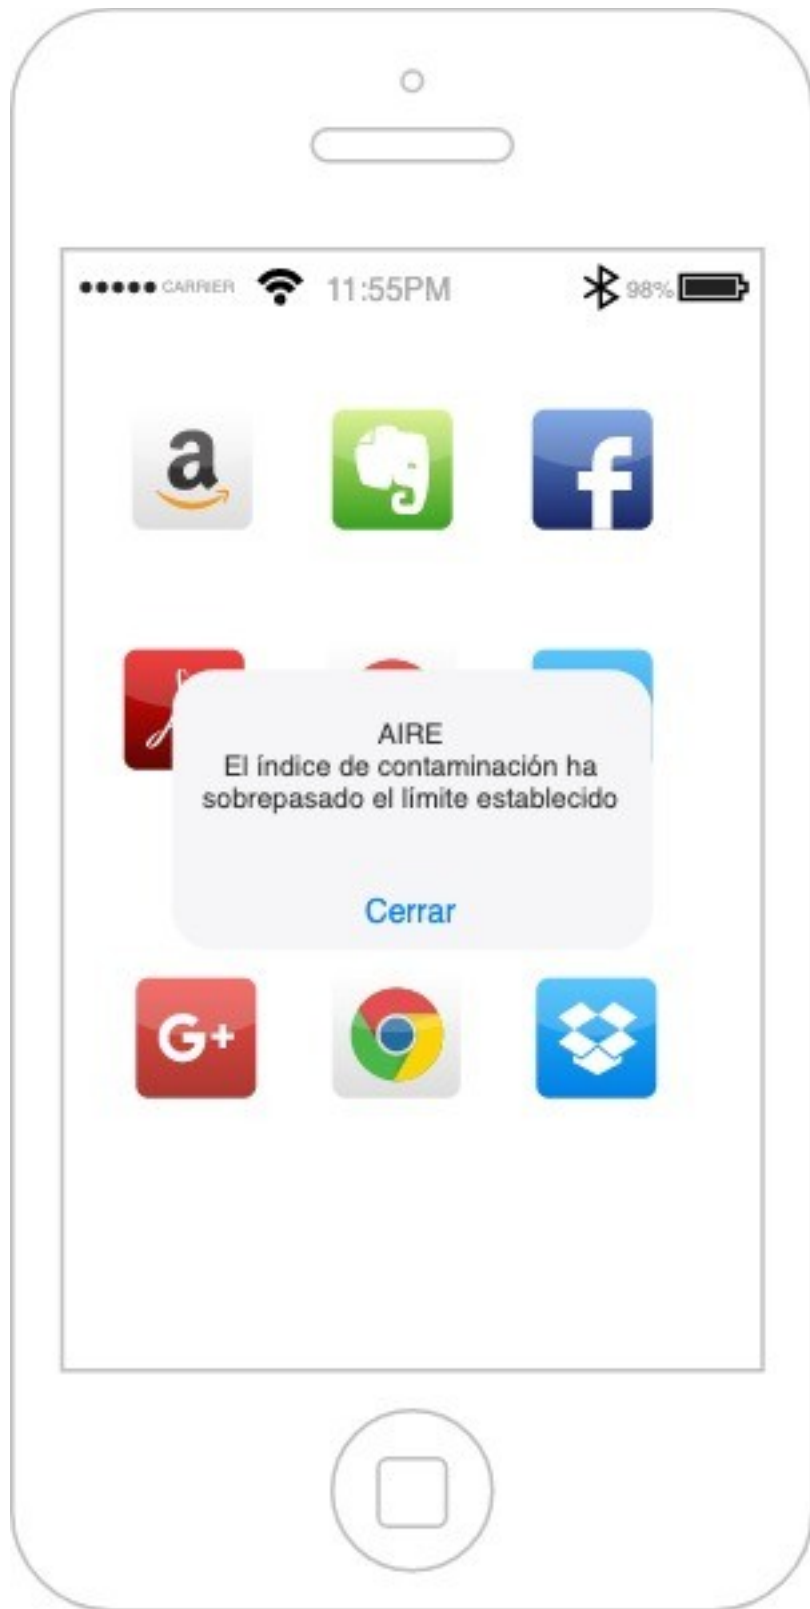 CARRIER 11:55PM 98%
a
f
AIRE
El índice de contaminación ha
sobrepasado el límite establecido
Cerrar
G+